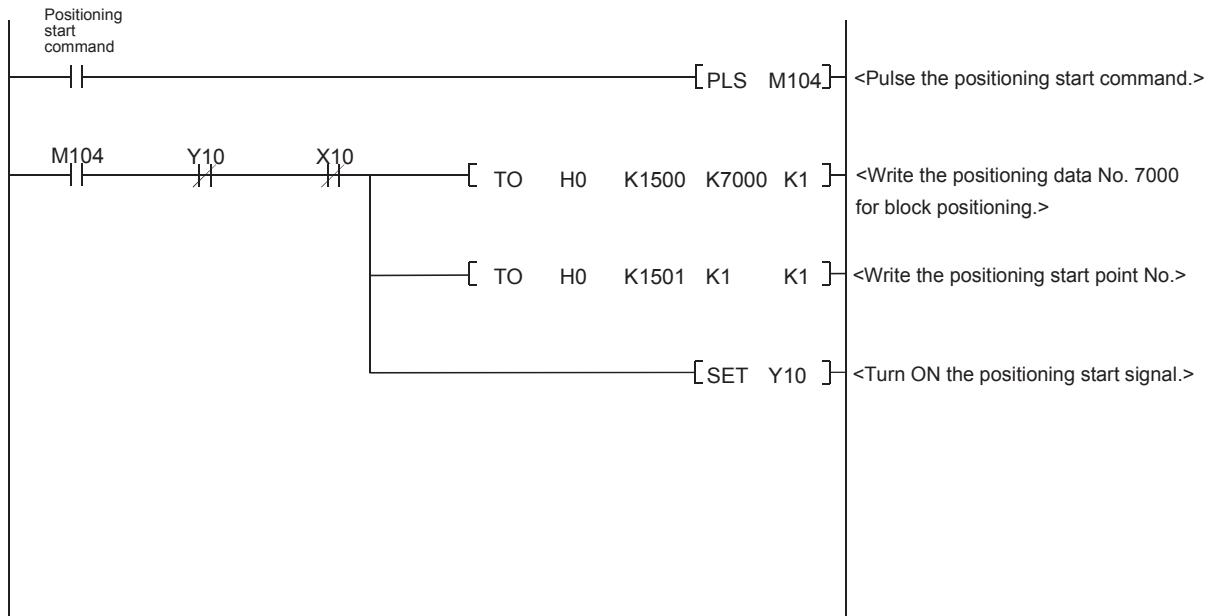 Positioning
start
command
PLS M104 <Pulse the positioning start command.>
M104 Y10 X10
TO H0 K1500 K7000 K1 <Write the positioning data No. 7000
for block positioning.>
TO H0 K1501 K1 K1 <Write the positioning start point No.>
SET Y10 <Turn ON the positioning start signal.>